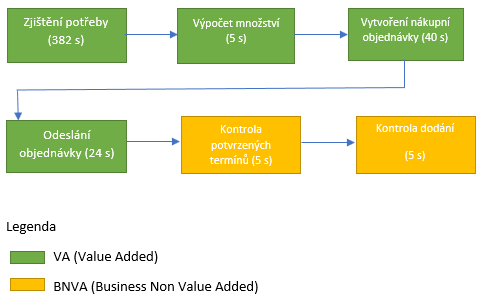 Zjištění potřeby
(382 s)
Výpočet množství
(5 s)
Vytvoření nákupní
objednávky (40 s)
Odeslání
objednávky (24 s)
Kontrola
potvrzených
termínů (5 s)
Kontrola dodání
(5 s)
Legenda
VA (Value Added)
BNVA (Business Non Value Added)